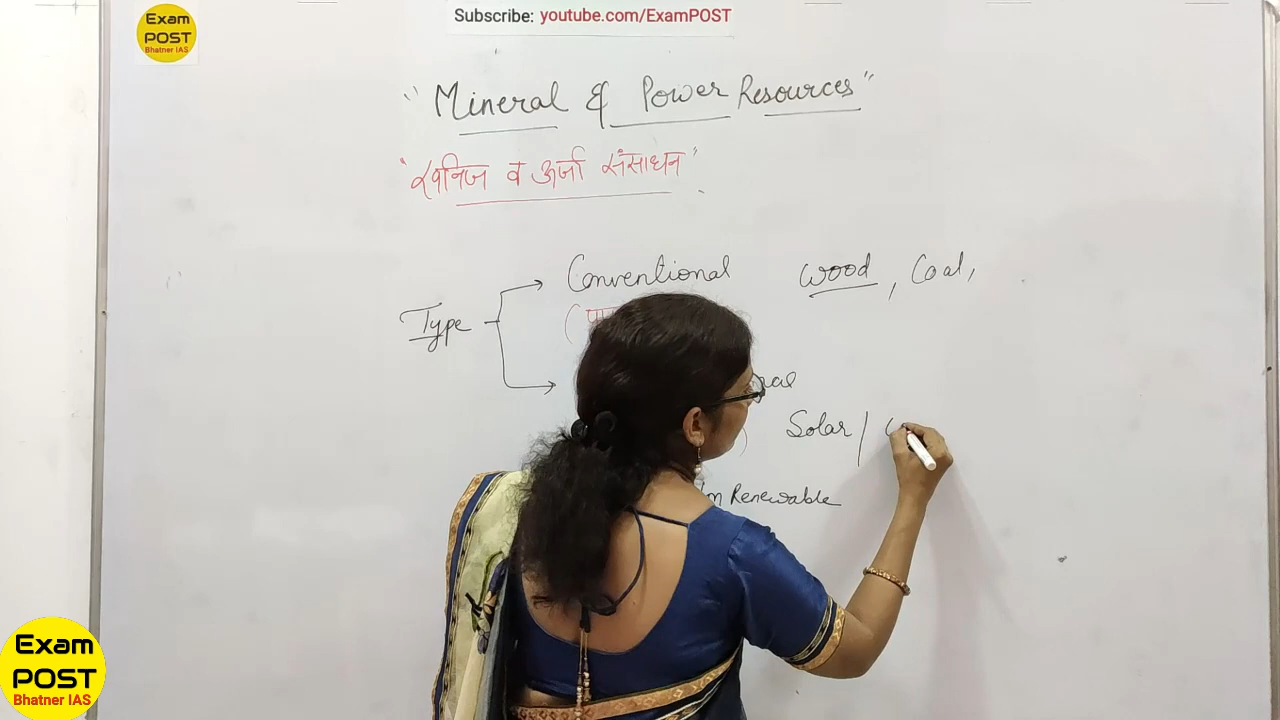 Exam
POST
Bhatner IAS
Subscribe: youtube.com/ExamPOST
"Mineral & Power Resources"
"खनिज व ऊर्जा संसाधन"
Type
Conventional wood, Coal,
Solar /
Renewable
Exam
POST
Bhatner IAS